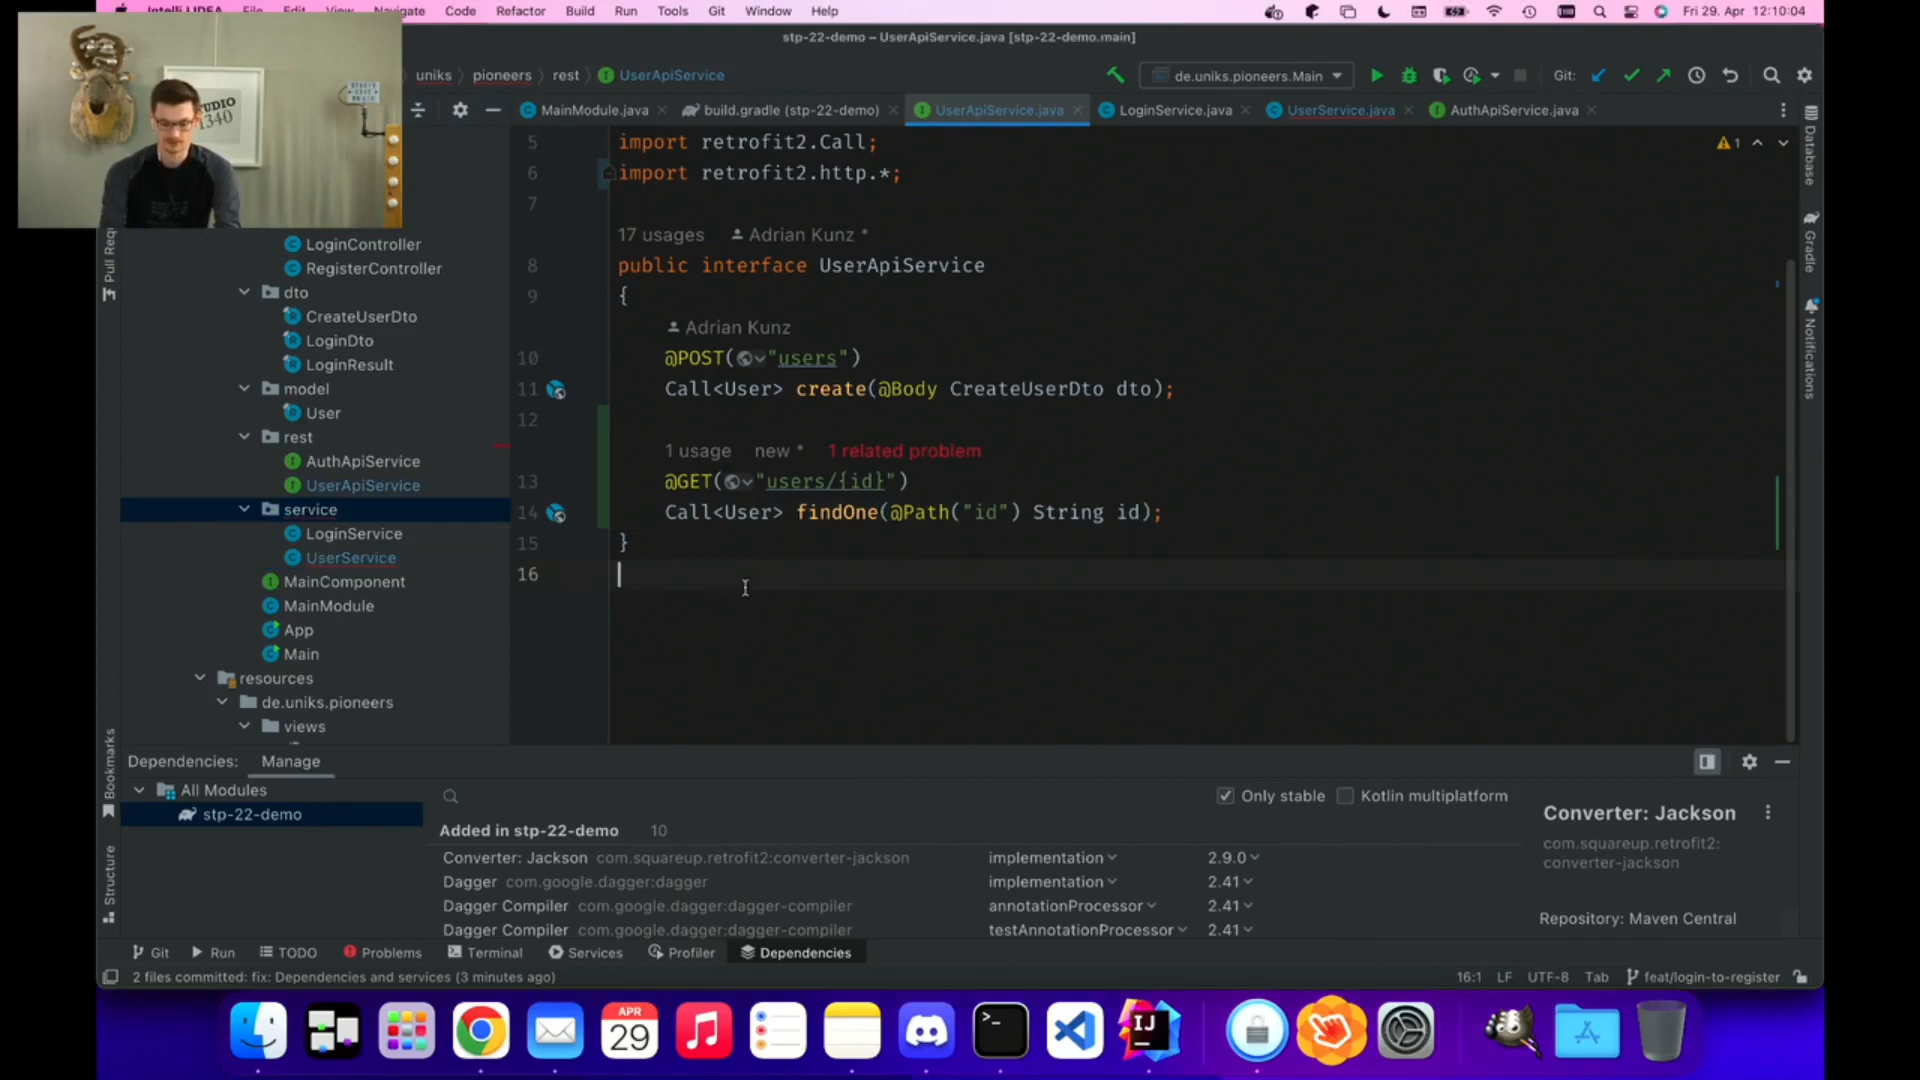 IntelliJ IDEA File Edit View Navigate Code Refactor Build Run Tools Git Window Help Fri 29. Apr 12:10:04
stp-22-demo – UserApiService.java [stp-22-demo.main]
STUDIO
1340
uniks pioneers rest UserApiService de.uniks.pioneers.Main Git:
MainModule.java build.gradle (stp-22-demo) UserApiService.java LoginService.java UserService.java AuthApiService.java
5 import retrofit2.Call;
6 import retrofit2.http.*;
7
17 usages Adrian Kunz *
8 public interface UserApiService
9 {
Adrian Kunz
10 @POST("users")
11 Call<User> create(@Body CreateUserDto dto);
12
1 usage new * 1 related problem
13 @GET("users/{id}")
14 Call<User> findOne(@Path("id") String id);
15 }
16
1
Pull Requ
LoginController
RegisterController
dto
CreateUserDto
LoginDto
LoginResult
model
User
rest
AuthApiService
UserApiService
service
LoginService
UserService
MainComponent
MainModule
App
Main
resources
de.uniks.pioneers
views
Database
Gradle
Notifications
Bookmarks
Structure
Dependencies: Manage
All Modules
stp-22-demo
Only stable Kotlin multiplatform
Added in stp-22-demo 10
Converter: Jackson com.squareup.retrofit2:converter-jackson implementation 2.9.0
Dagger com.google.dagger:dagger implementation 2.41
Dagger Compiler com.google.dagger:dagger-compiler annotationProcessor 2.41
Dagger Compiler com.google.dagger:dagger-compiler testAnnotationProcessor 2.41
Converter: Jackson
com.squareup.retrofit2:
converter-jackson
Repository: Maven Central
Git Run TODO Problems Terminal Services Profiler Dependencies
2 files committed: fix: Dependencies and services (3 minutes ago) 16:1 LF UTF-8 Tab feat/login-to-register
APR
29
>_
IJ